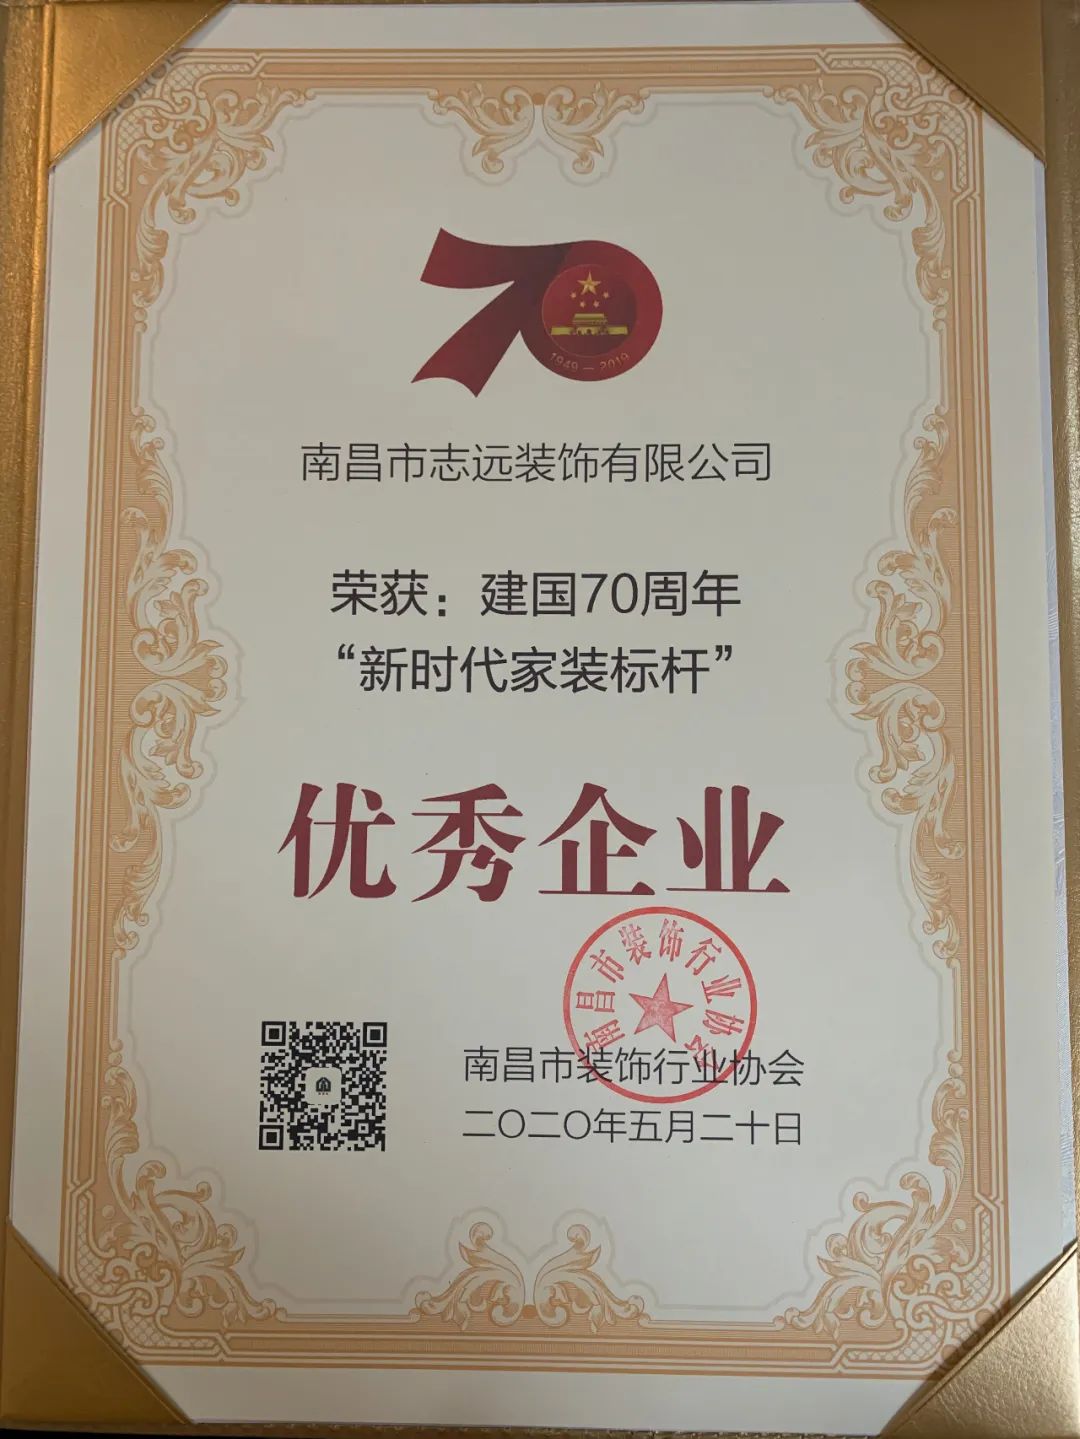 70
1949—2019
南昌市志远装饰有限公司
荣获：建国70周年
“新时代家装标杆”
优秀企业
南昌市装饰行业协会
南昌市装饰行业协会
二〇二〇年五月二十日